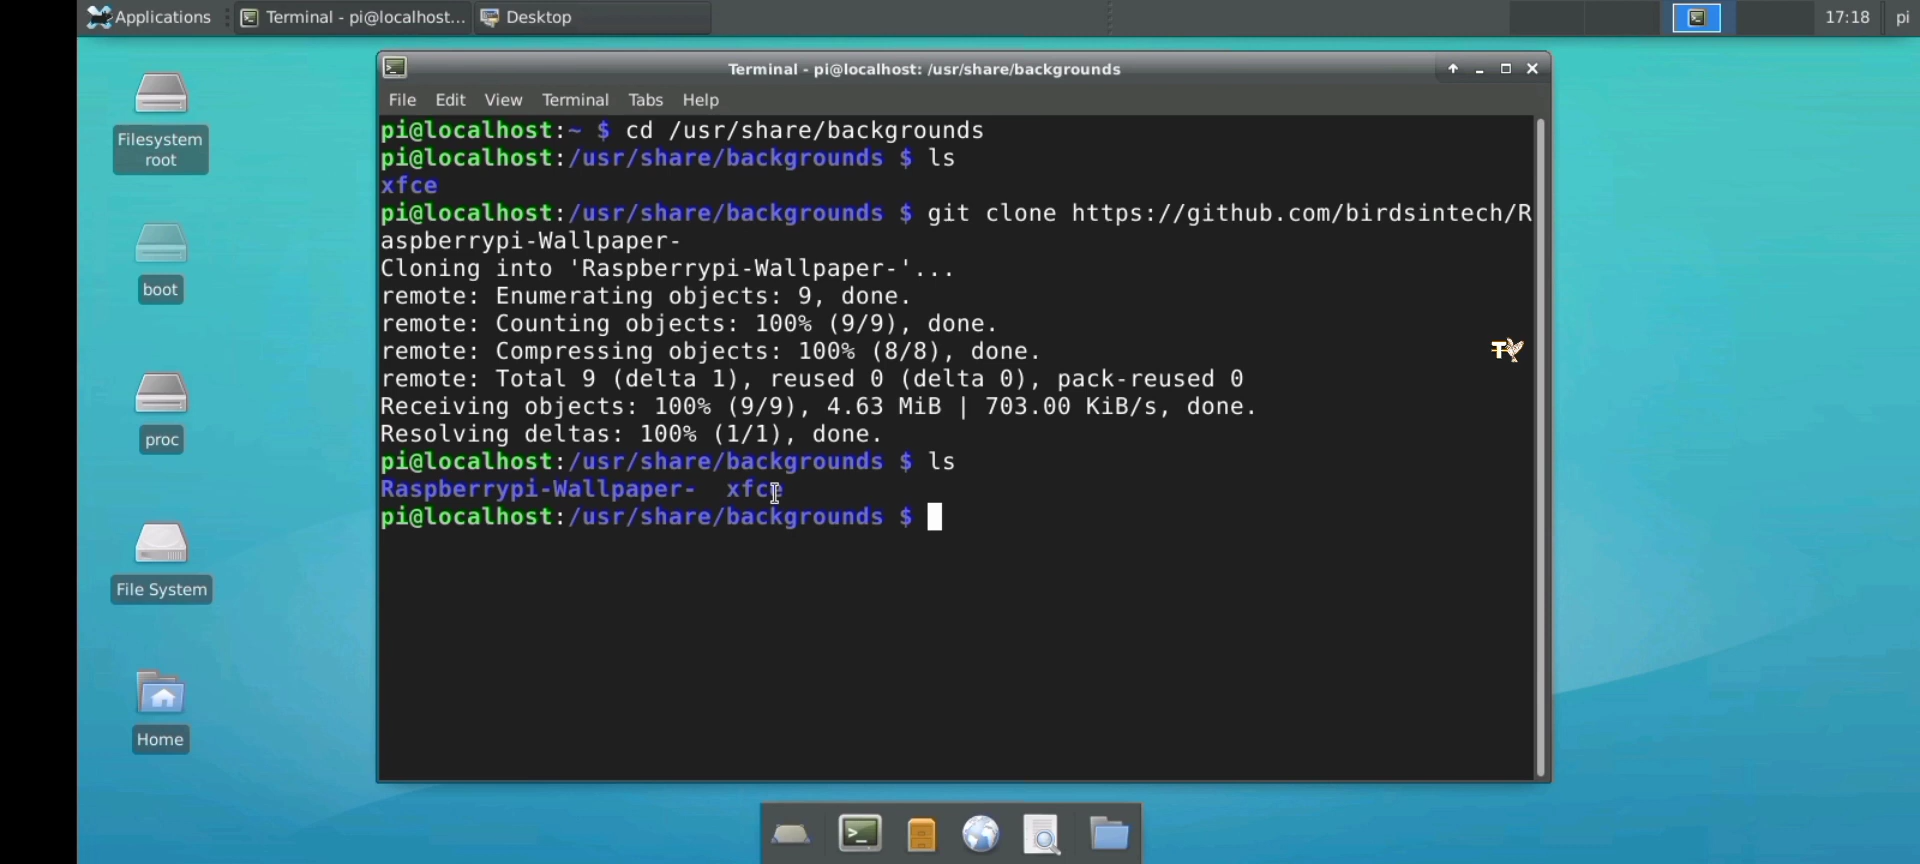 Applications
Terminal - pi@localhost...
Desktop
17:18
pi
Terminal - pi@localhost: /usr/share/backgrounds
File Edit View Terminal Tabs Help
pi@localhost:~ $ cd /usr/share/backgrounds
pi@localhost:/usr/share/backgrounds $ ls
xfce
pi@localhost:/usr/share/backgrounds $ git clone https://github.com/birdsintech/R
aspberrypi-Wallpaper-
Cloning into 'Raspberrypi-Wallpaper-'...
remote: Enumerating objects: 9, done.
remote: Counting objects: 100% (9/9), done.
remote: Compressing objects: 100% (8/8), done.
remote: Total 9 (delta 1), reused 0 (delta 0), pack-reused 0
Receiving objects: 100% (9/9), 4.63 MiB | 703.00 KiB/s, done.
Resolving deltas: 100% (1/1), done.
pi@localhost:/usr/share/backgrounds $ ls
Raspberrypi-Wallpaper-  xfce
pi@localhost:/usr/share/backgrounds $
Filesystem
root
boot
proc
File System
Home